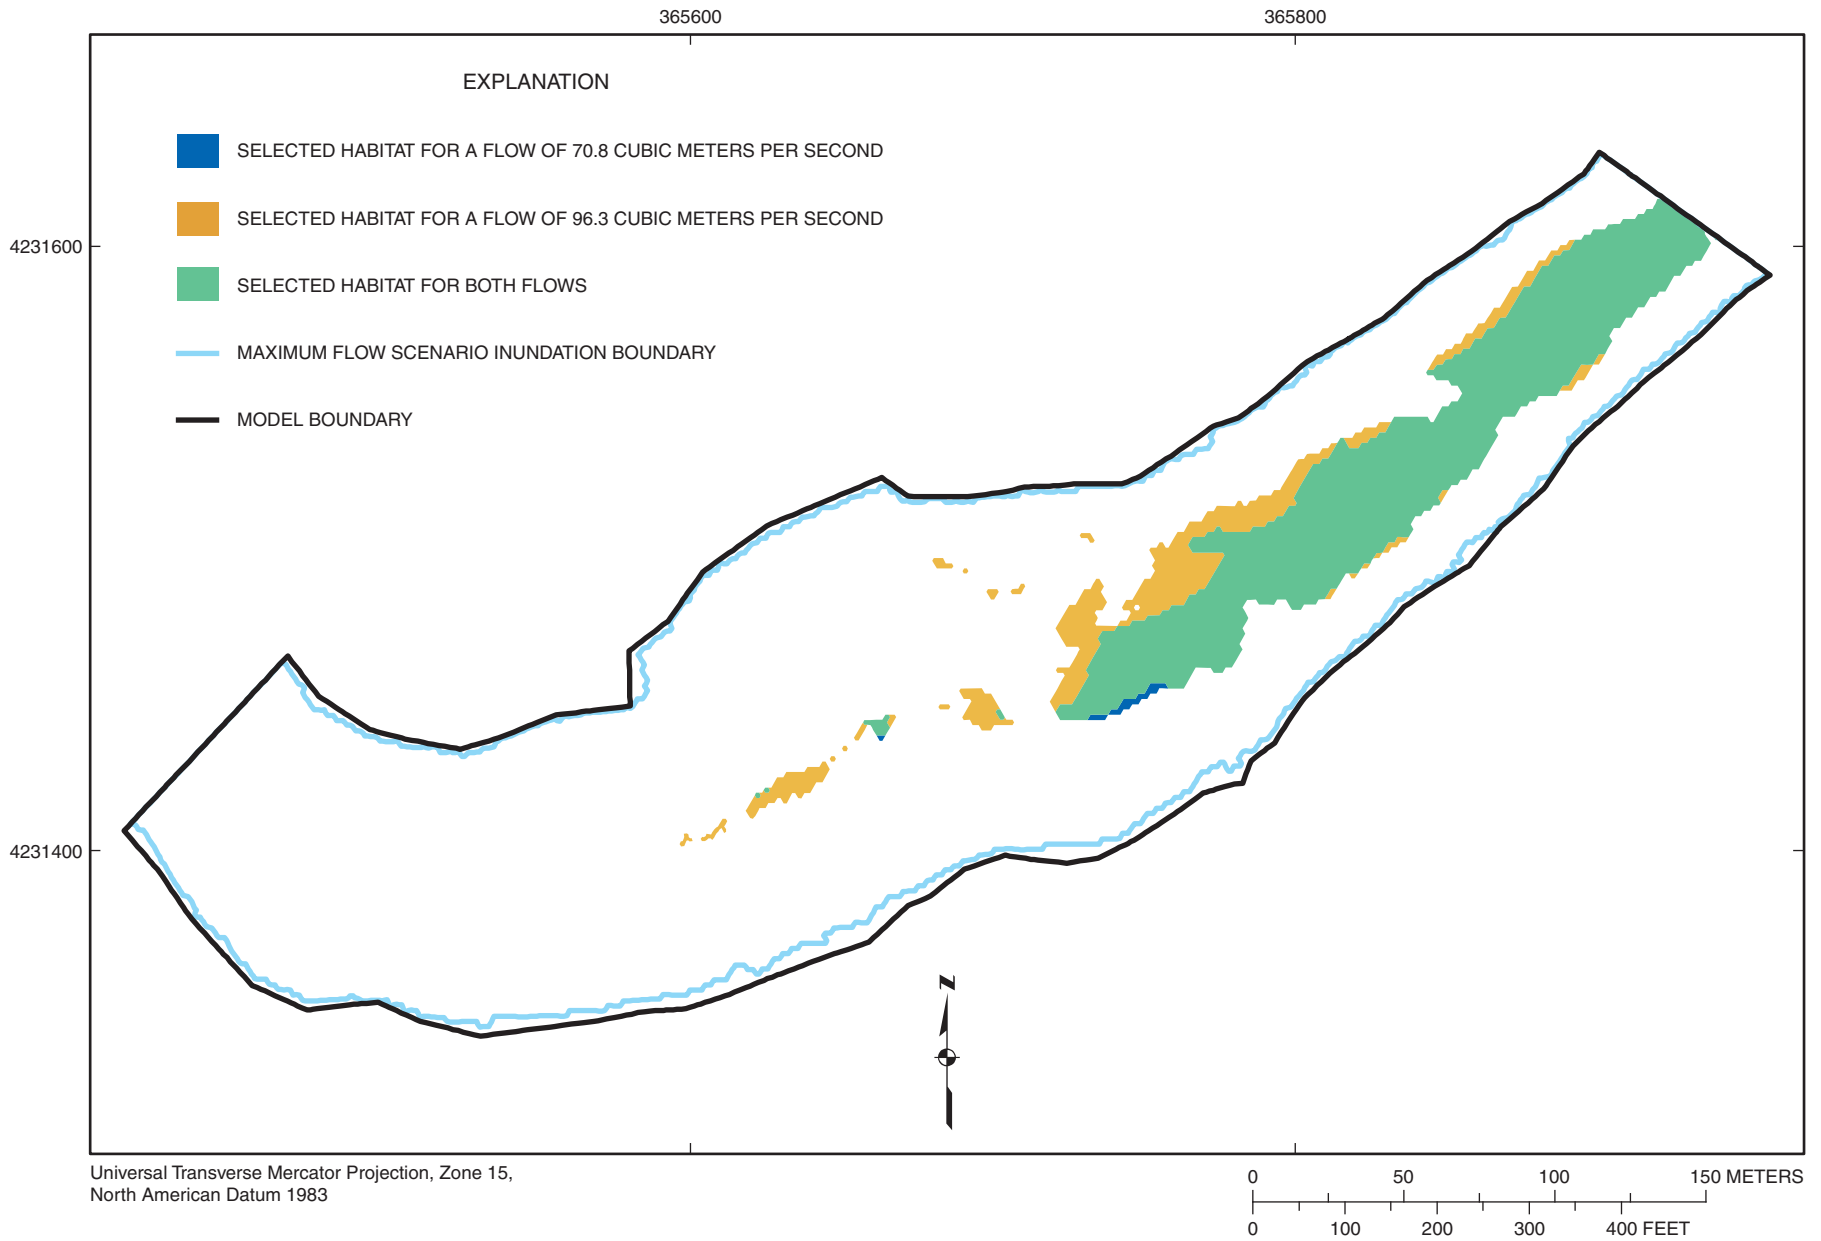 365600 365800
EXPLANATION
SELECTED HABITAT FOR A FLOW OF 70.8 CUBIC METERS PER SECOND
SELECTED HABITAT FOR A FLOW OF 96.3 CUBIC METERS PER SECOND
4231600
SELECTED HABITAT FOR BOTH FLOWS
MAXIMUM FLOW SCENARIO INUNDATION BOUNDARY
MODEL BOUNDARY
4231400
N
Universal Transverse Mercator Projection, Zone 15,
North American Datum 1983
0 50 100 150 METERS
0 100 200 300 400 FEET